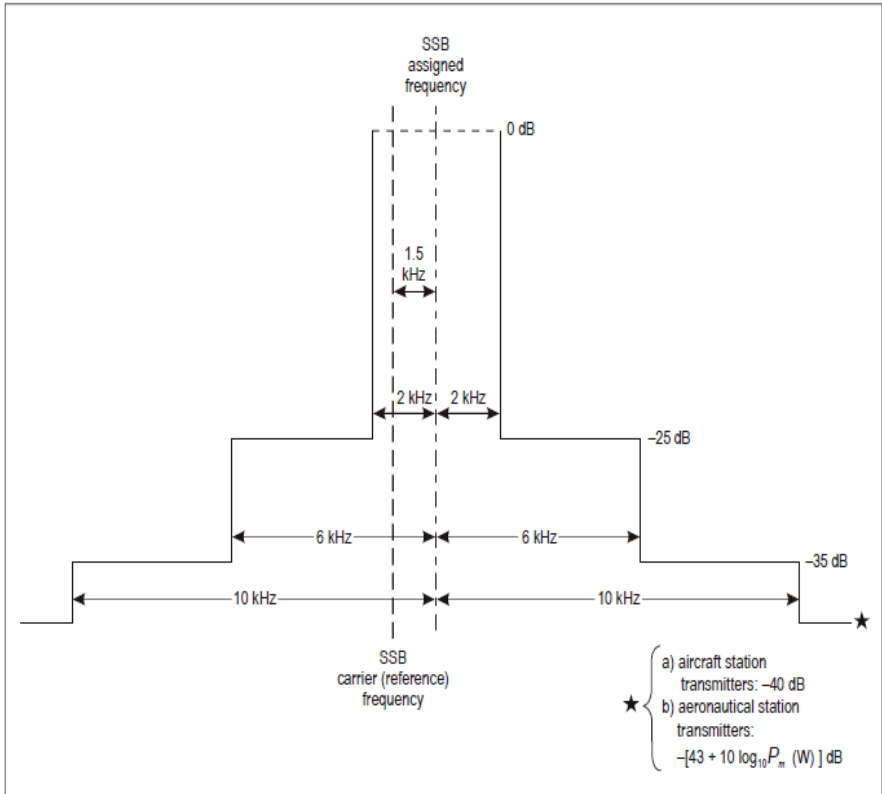 SSB
assigned
frequency
0 dB
1.5
kHz
2 kHz
2 kHz
–25 dB
6 kHz
6 kHz
–35 dB
10 kHz
10 kHz
★
SSB
carrier (reference)
frequency
★
a) aircraft station
transmitters: –40 dB
b) aeronautical station
transmitters:
–[43 + 10 log₁₀Pₘ (W) ] dB